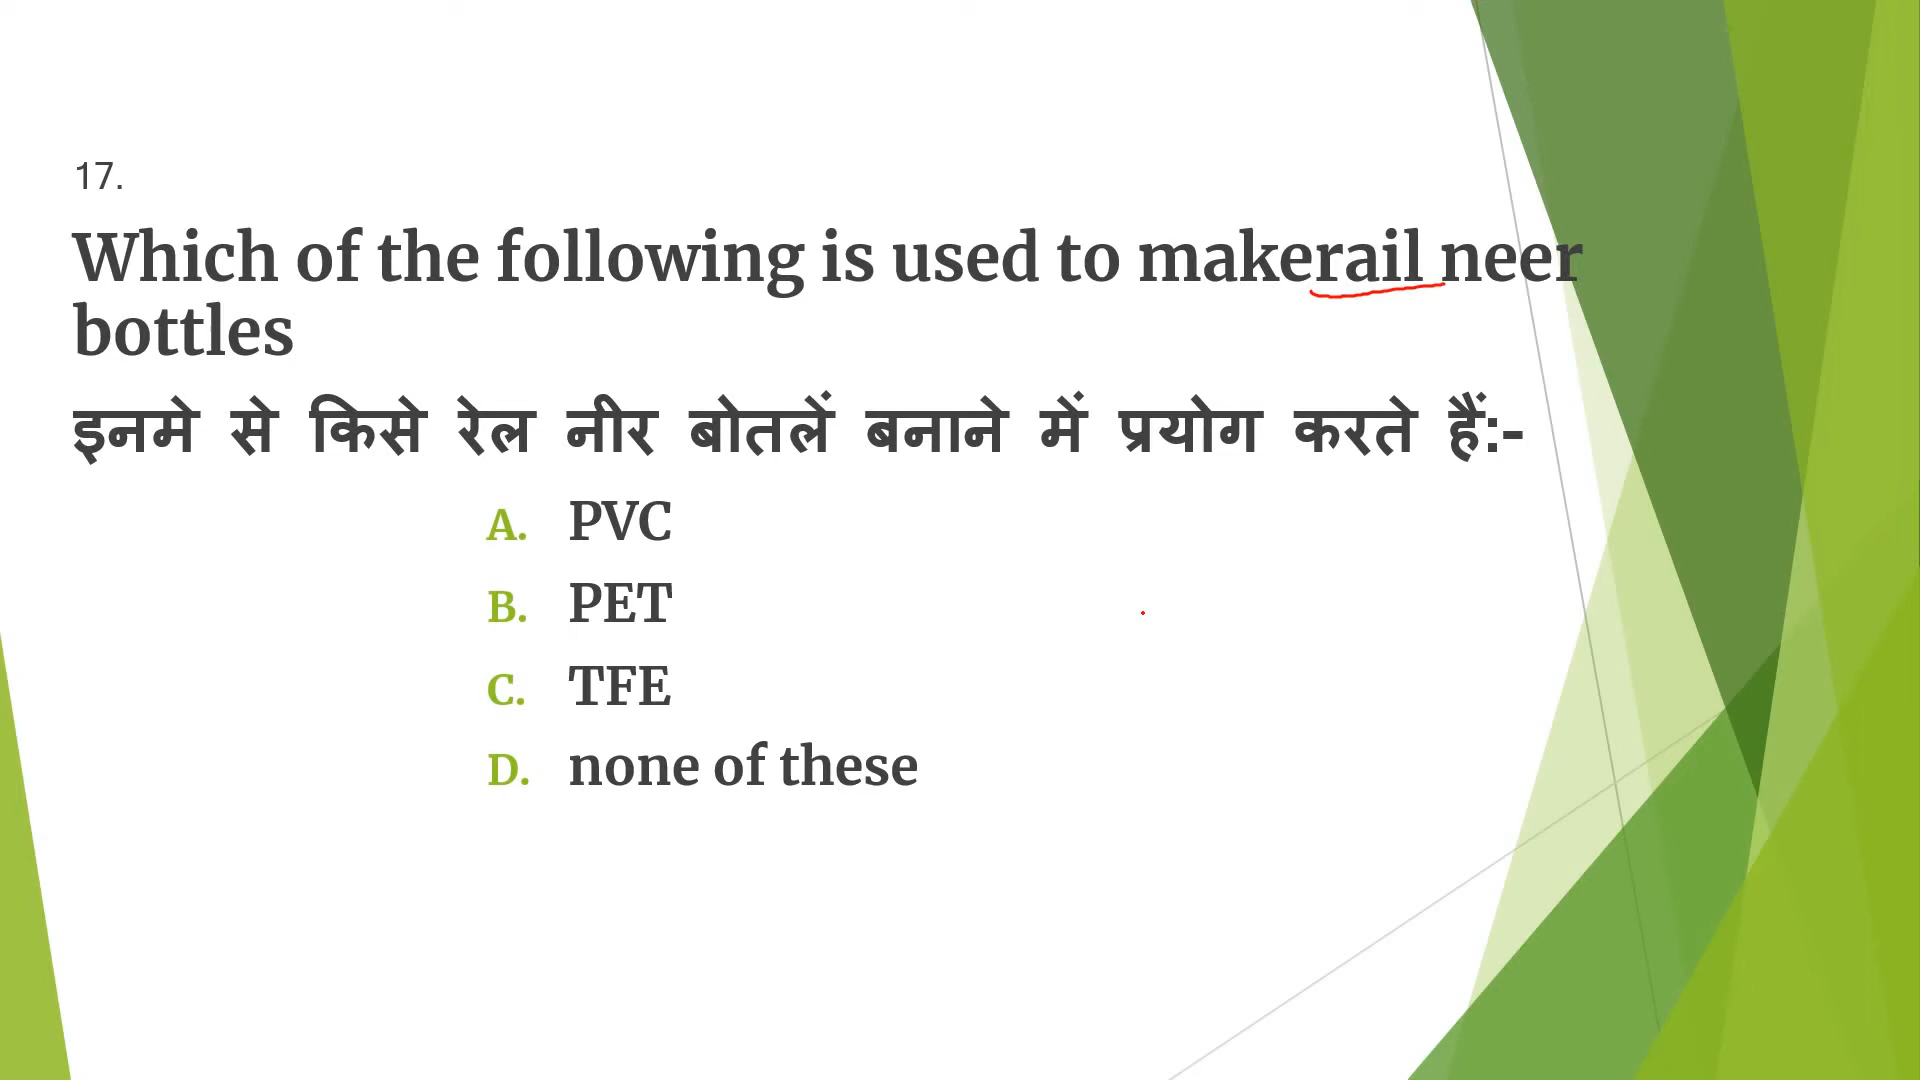 17.
Which of the following is used to makerail neer
bottles
इनमे से किसे रेल नीर बोतलें बनाने में प्रयोग करते हैं:-
A. PVC
B. PET
C. TFE
D. none of these